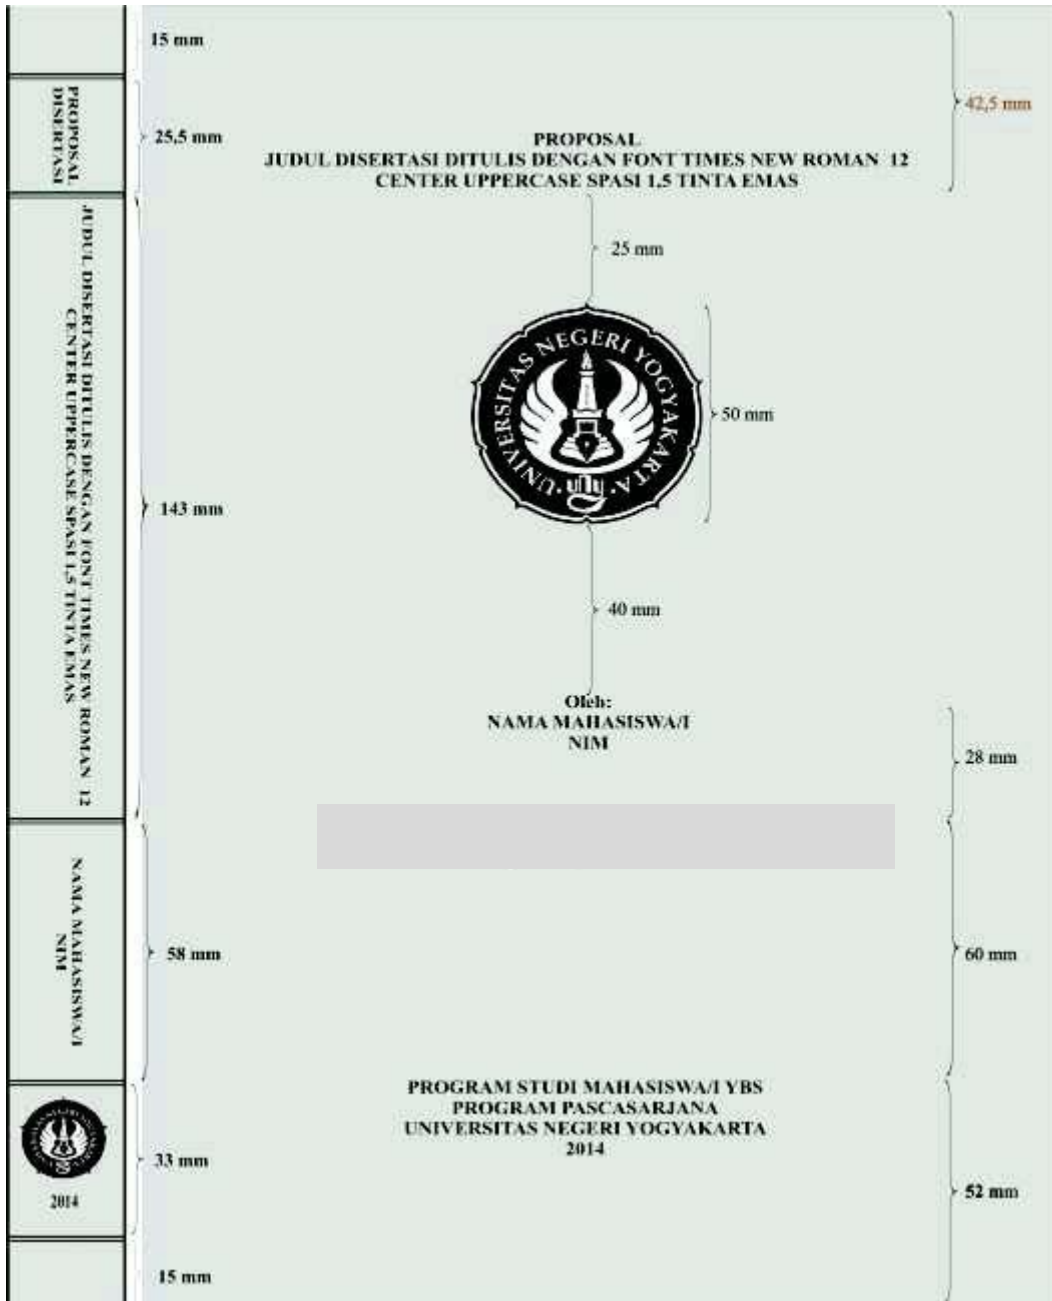 15 mm
PROPOSAL
DISERTASI
25,5 mm
JUDUL DISERTASI DITULIS DENGAN FONT TIMES NEW ROMAN 12
CENTER UPPERCASE SPASI 1,5 TINTA EMAS
143 mm
NAMA MAHASISWA/I
NIM
58 mm
2014
33 mm
15 mm
42,5 mm
PROPOSAL
JUDUL DISERTASI DITULIS DENGAN FONT TIMES NEW ROMAN 12
CENTER UPPERCASE SPASI 1,5 TINTA EMAS
25 mm
UNIVERSITAS NEGERI YOGYAKARTA
50 mm
40 mm
Oleh:
NAMA MAHASISWA/I
NIM
28 mm
60 mm
PROGRAM STUDI MAHASISWA/I YBS
PROGRAM PASCASARJANA
UNIVERSITAS NEGERI YOGYAKARTA
2014
52 mm